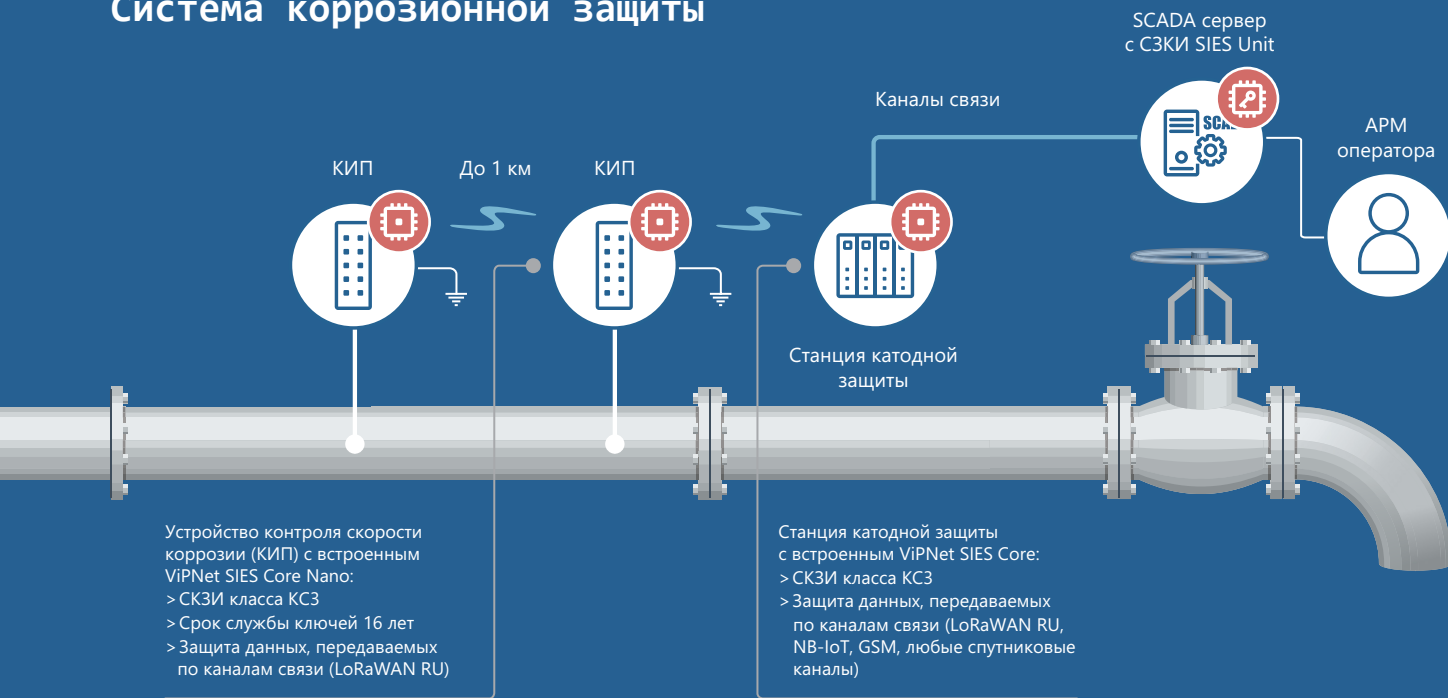 Система коррозионной защиты
SCADA сервер
с СЗКИ SIES Unit
Каналы связи
SCA
АРМ
оператора
КИП
До 1 км
КИП
Станция катодной
защиты
Устройство контроля скорости
коррозии (КИП) с встроенным
ViPNet SIES Core Nano:
> СКЗИ класса КС3
> Срок службы ключей 16 лет
> Защита данных, передаваемых
по каналам связи (LoRaWAN RU)
Станция катодной защиты
с встроенным ViPNet SIES Core:
> СКЗИ класса КС3
> Защита данных, передаваемых
по каналам связи (LoRaWAN RU,
NB-IoT, GSM, любые спутниковые
каналы)